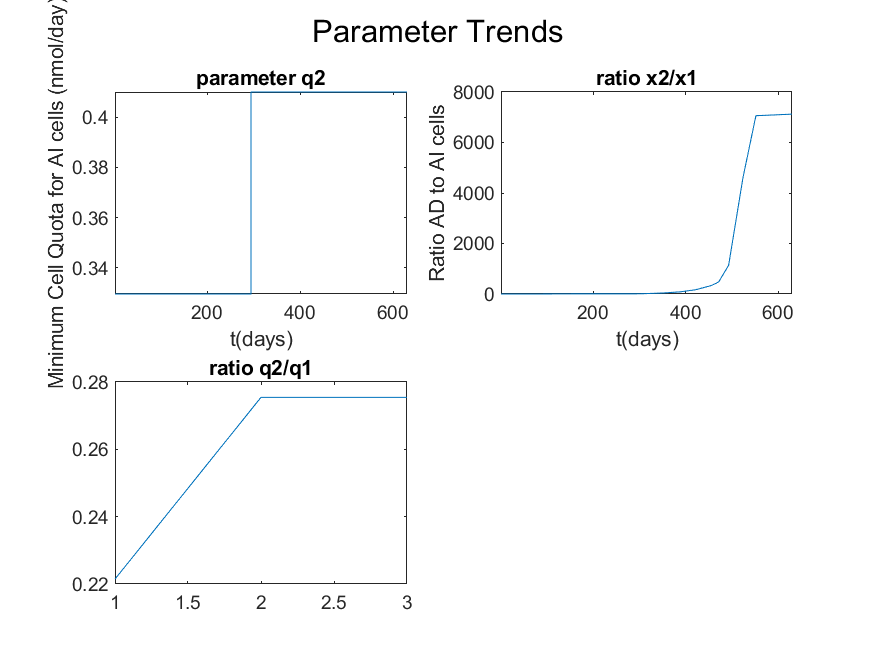 Parameter Trends
parameter q2
Minimum Cell Quota for AI cells (nmol/day)
0.4
0.38
0.36
0.34
200 400 600
t(days)
ratio x2/x1
Ratio AD to AI cells
8000
6000
4000
2000
0
200 400 600
t(days)
ratio q2/q1
0.28
0.26
0.24
0.22
1 1.5 2 2.5 3